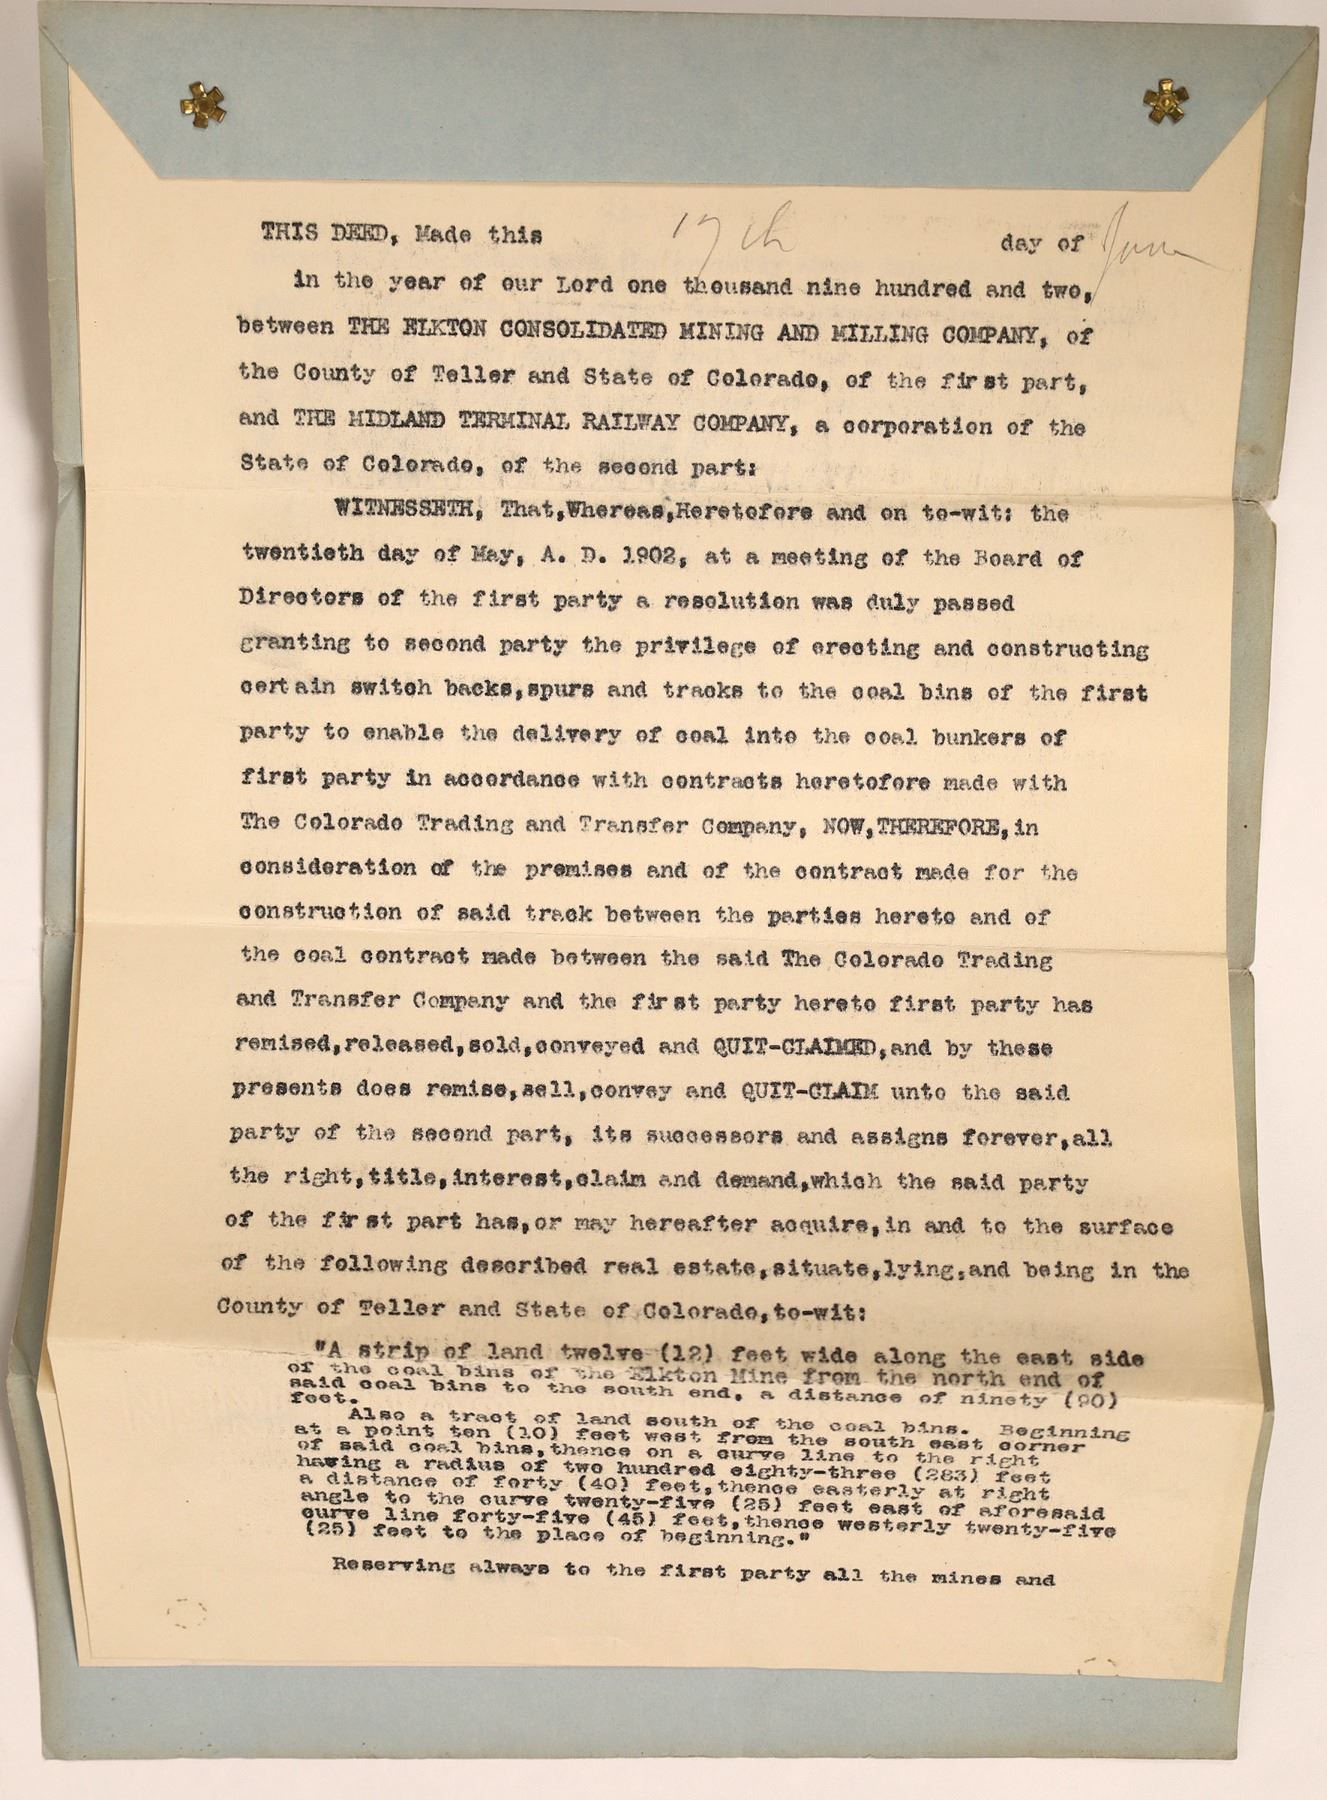 THIS DEED, Made this 17th day of June
in the year of our Lord one thousand nine hundred and two,
between THE ELKTON CONSOLIDATED MINING AND MILLING COMPANY, of
the County of Teller and State of Colorado, of the first part,
and THE MIDLAND TERMINAL RAILWAY COMPANY, a corporation of the
State of Colorado, of the second part:
WITNESSETH, That,Whereas,Heretofore and on to-wit: the
twentieth day of May, A. D. 1902, at a meeting of the Board of
Directors of the first party a resolution was duly passed
granting to second party the privilege of erecting and constructing
certain switch backs,spurs and tracks to the coal bins of the first
party to enable the delivery of coal into the coal bunkers of
first party in accordance with contracts heretofore made with
The Colorado Trading and Transfer Company, NOW,THEREFORE,in
consideration of the premises and of the contract made for the
construction of said track between the parties hereto and of
the coal contract made between the said The Colorado Trading
and Transfer Company and the first party hereto first party has
remised,released,sold,conveyed and QUIT-CLAIMED,and by these
presents does remise,sell,convey and QUIT-CLAIM unto the said
party of the second part, its successors and assigns forever,all
the right,title,interest,claim and demand,which the said party
of the first part has,or may hereafter acquire,in and to the surface
of the following described real estate,situate,lying,and being in the
County of Teller and State of Colorado,to-wit:
"A strip of land twelve (12) feet wide along the east side
of the coal bins of the Elkton Mine from the north end of
said coal bins to the south end, a distance of ninety (90)
feet.
Also a tract of land south of the coal bins. Beginning
at a point ten (10) feet west from the south east corner
of said coal bins,thence on a curve line to the right
having a radius of two hundred eighty-three (283) feet
a distance of forty (40) feet,thence easterly at right
angle to the curve twenty-five (25) feet east of aforesaid
curve line forty-five (45) feet,thence westerly twenty-five
(25) feet to the place of beginning."
Reserving always to the first party all the mines and